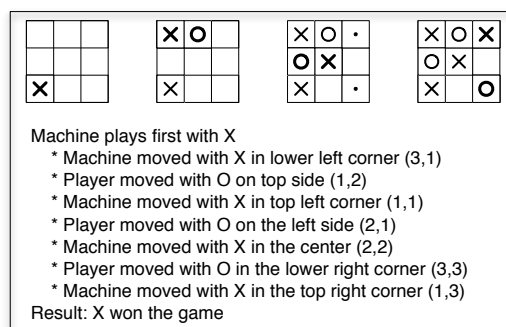 X
X O
X
X O •
O X
X •
X O X
O X
X O
Machine plays first with X
* Machine moved with X in lower left corner (3,1)
* Player moved with O on top side (1,2)
* Machine moved with X in top left corner (1,1)
* Player moved with O on the left side (2,1)
* Machine moved with X in the center (2,2)
* Player moved with O in the lower right corner (3,3)
* Machine moved with X in the top right corner (1,3)
Result: X won the game